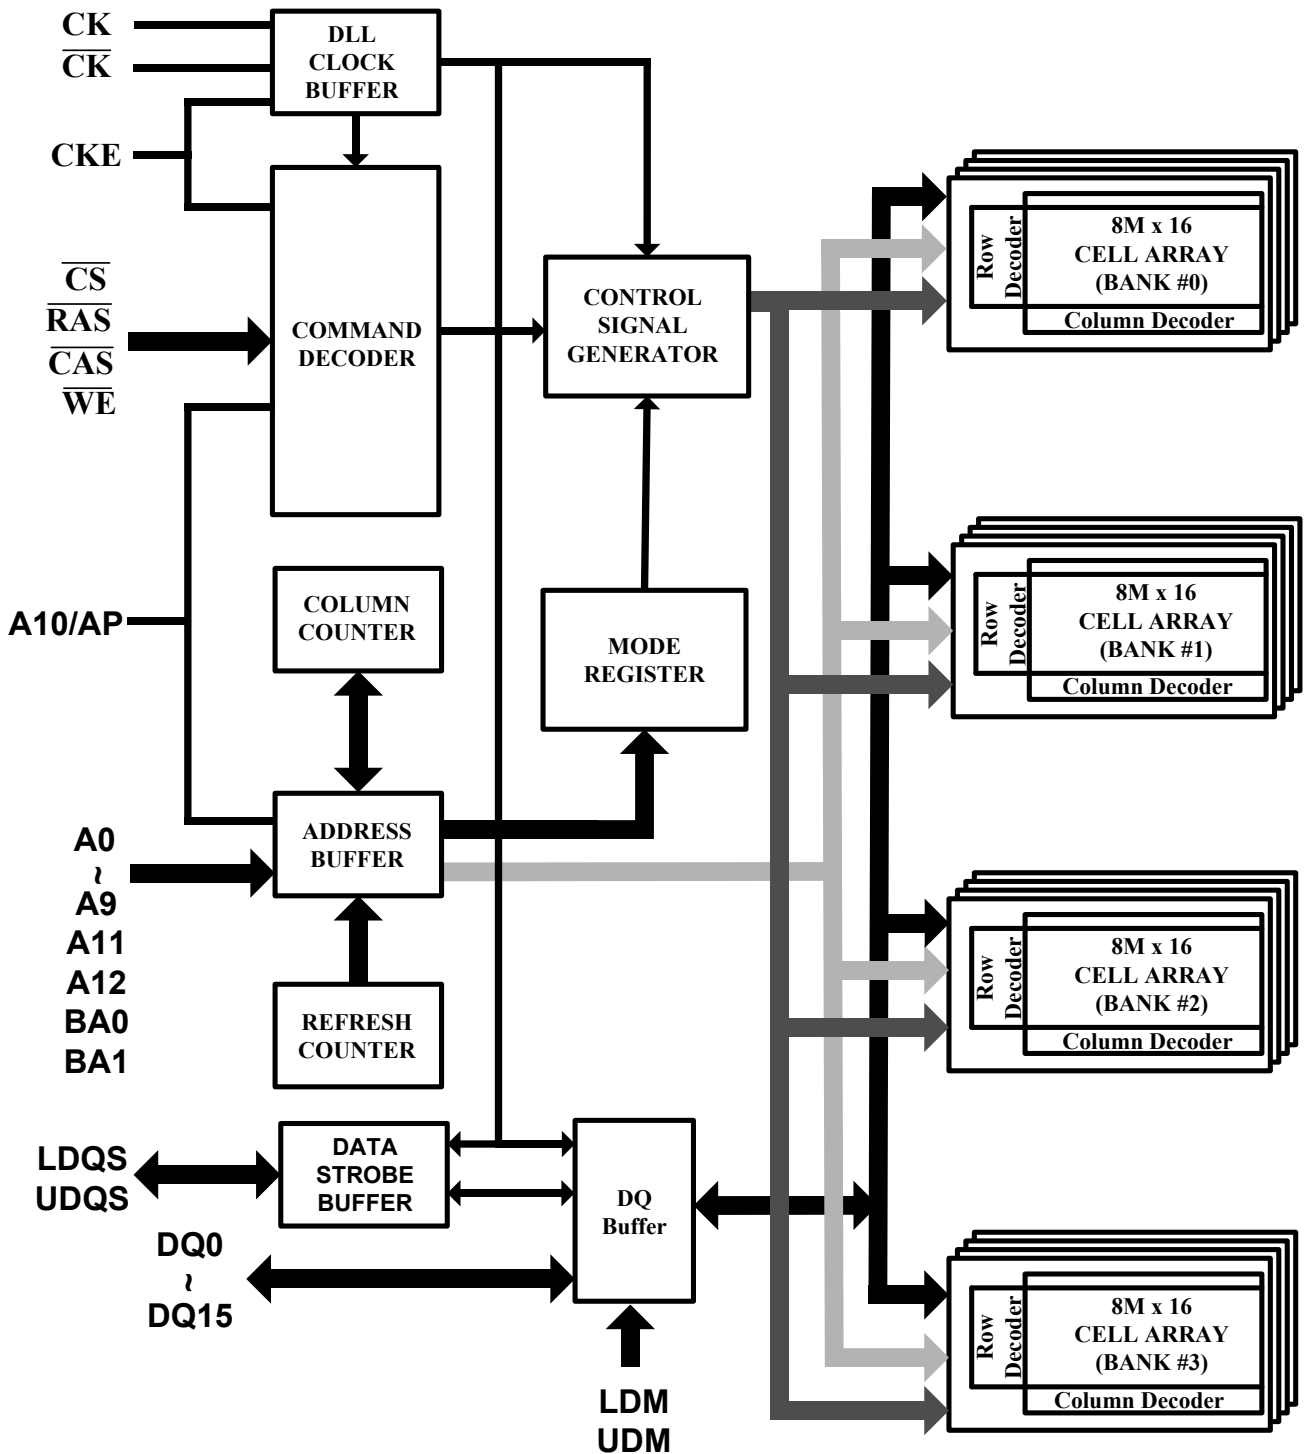 CK
CK
CKE
CS
RAS
CAS
WE
A10/AP
A0
~
A9
A11
A12
BA0
BA1
LDQS
UDQS
DQ0
~
DQ15
DLL
CLOCK
BUFFER
COMMAND
DECODER
COLUMN
COUNTER
ADDRESS
BUFFER
REFRESH
COUNTER
DATA
STROBE
BUFFER
CONTROL
SIGNAL
GENERATOR
MODE
REGISTER
DQ
Buffer
LDM
UDM
Row
Decoder
8M x 16
CELL ARRAY
(BANK #0)
Column Decoder
Row
Decoder
8M x 16
CELL ARRAY
(BANK #1)
Column Decoder
Row
Decoder
8M x 16
CELL ARRAY
(BANK #2)
Column Decoder
Row
Decoder
8M x 16
CELL ARRAY
(BANK #3)
Column Decoder